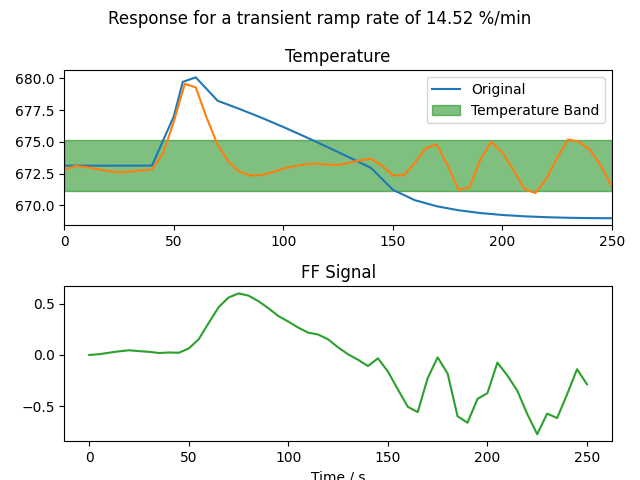 Response for a transient ramp rate of 14.52 %/min
Temperature
680.0
677.5
675.0
672.5
670.0
Original
Temperature Band
0 50 100 150 200 250
FF Signal
0.5
0.0
−0.5
0 50 100 150 200 250
Time / s